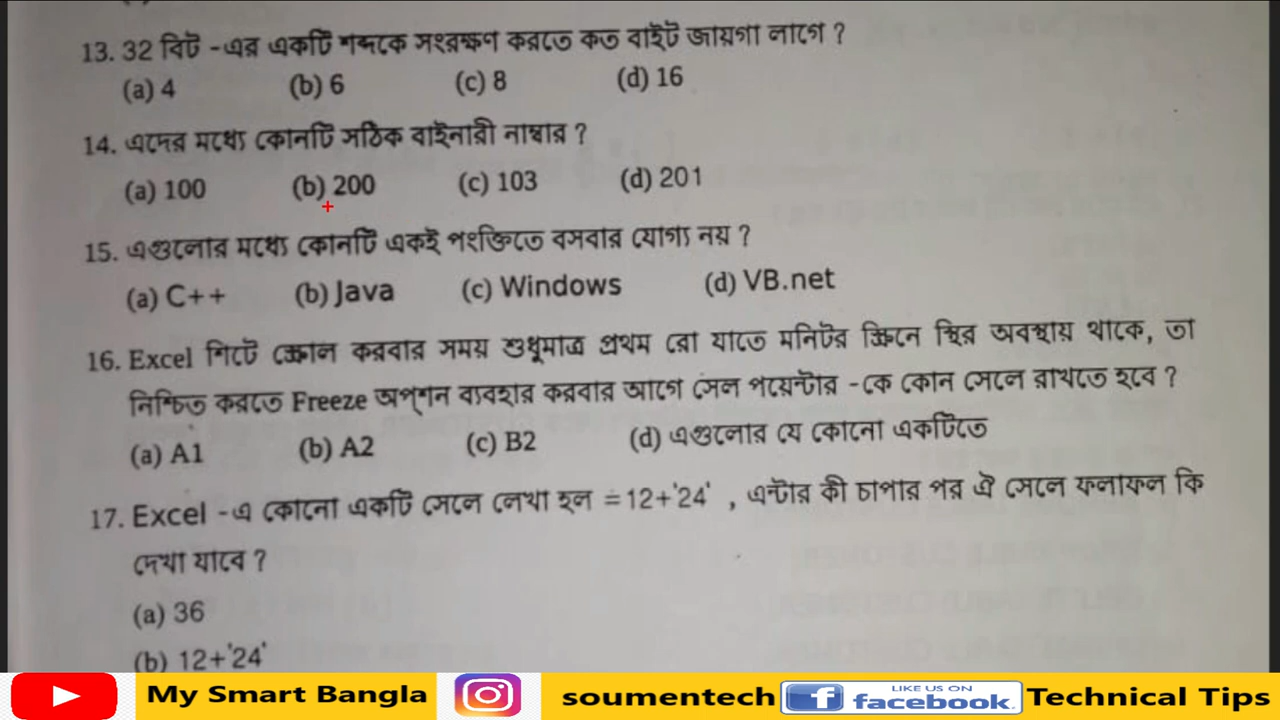 13. 32 বিট -এর একটি শব্দকে সংরক্ষণ করতে কত বাইট জায়গা লাগে ?
(a) 4 (b) 6 (c) 8 (d) 16
14. এদের মধ্যে কোনটি সঠিক বাইনারী নাম্বার ?
(a) 100 (b) 200 (c) 103 (d) 201
15. এগুলোর মধ্যে কোনটি একই পংক্তিতে বসবার যোগ্য নয় ?
(a) C++ (b) Java (c) Windows (d) VB.net
16. Excel শিটে স্ক্রোল করবার সময় শুধুমাত্র প্রথম রো যাতে মনিটর স্ক্রিনে স্থির অবস্থায় থাকে, তা
নিশ্চিত করতে Freeze অপ্শন ব্যবহার করবার আগে সেল পয়েন্টার -কে কোন সেলে রাখতে হবে ?
(a) A1 (b) A2 (c) B2 (d) এগুলোর যে কোনো একটিতে
17. Excel -এ কোনো একটি সেলে লেখা হল =12+'24' , এন্টার কী চাপার পর ঐ সেলে ফলাফল কি
দেখা যাবে ?
(a) 36
(b) 12+'24'
My Smart Bangla soumentech LIKE US ON facebook. Technical Tips